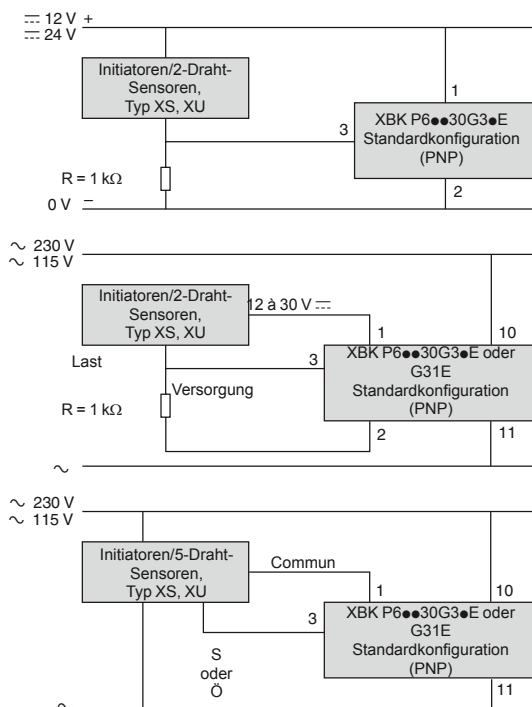 ⎓ 12 V +
⎓ 24 V
Initiatoren/2-Draht-
Sensoren,
Typ XS, XU
1
3
XBK P6●●30G3●E
Standardkonfiguration
(PNP)
R = 1 kΩ
2
0 V −
∼ 230 V
∼ 115 V
Initiatoren/2-Draht-
Sensoren,
Typ XS, XU
12 à 30 V ⎓
1
10
Last
3
XBK P6●●30G3●E oder
G31E
Standardkonfiguration
(PNP)
Versorgung
R = 1 kΩ
2
11
∼
∼ 230 V
∼ 115 V
Initiatoren/5-Draht-
Sensoren,
Typ XS, XU
Commun
1
10
3
XBK P6●●30G3●E oder
G31E
Standardkonfiguration
(PNP)
S
oder
Ö
11